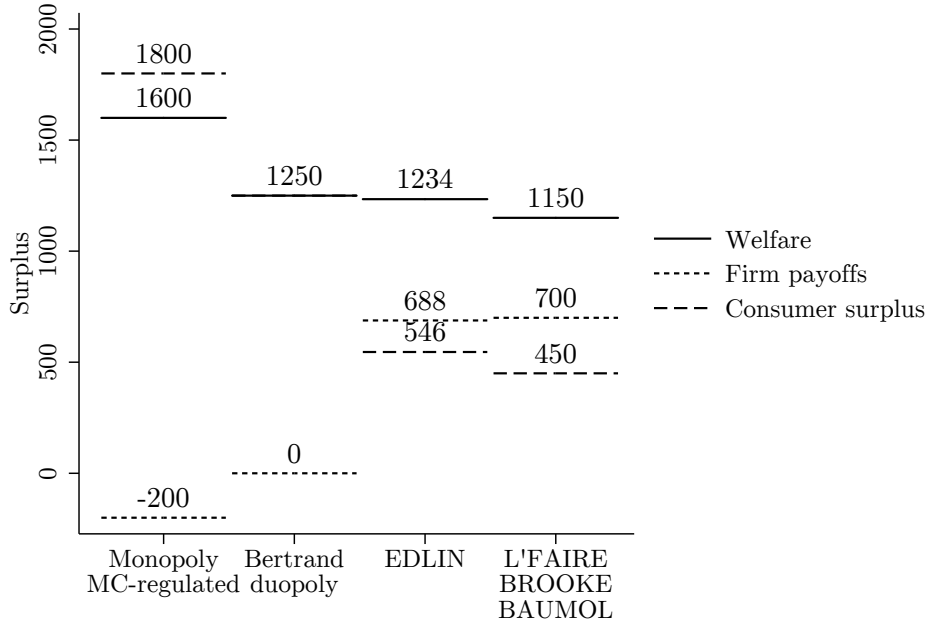 2000
1500
1000
500
0
Surplus
1800
1600
1250
1234
1150
688
700
546
450
0
-200
Welfare
Firm payoffs
Consumer surplus
Monopoly
MC-regulated
Bertrand
duopoly
EDLIN
L'FAIRE
BROOKE
BAUMOL